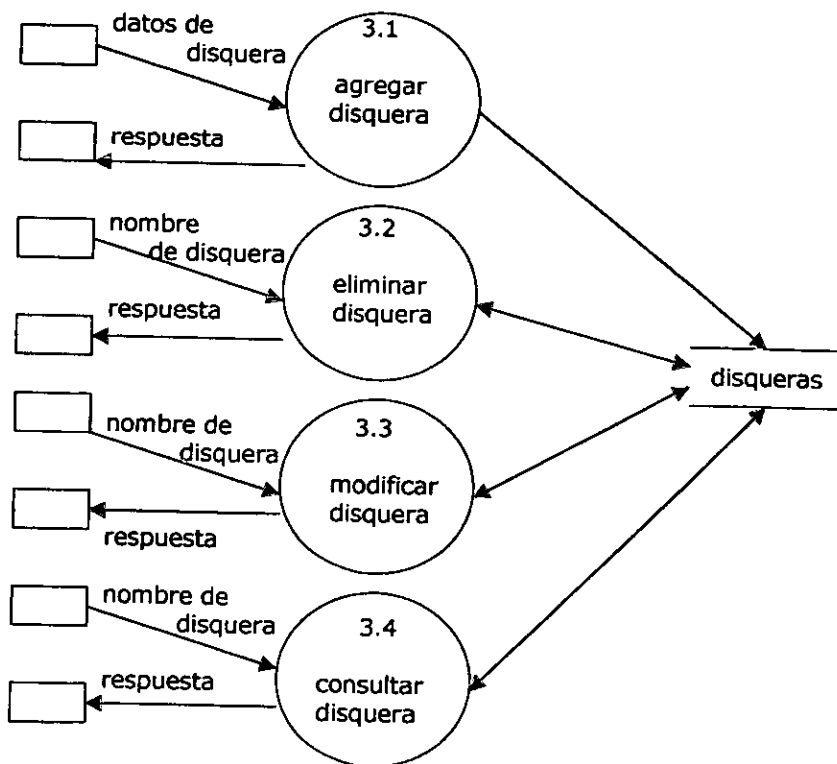 datos de
disquera
3.1
agregar
disquera
respuesta
nombre
de disquera
3.2
eliminar
disquera
respuesta
disqueras
nombre de
disquera
3.3
modificar
disquera
respuesta
nombre de
disquera
3.4
consultar
disquera
respuesta